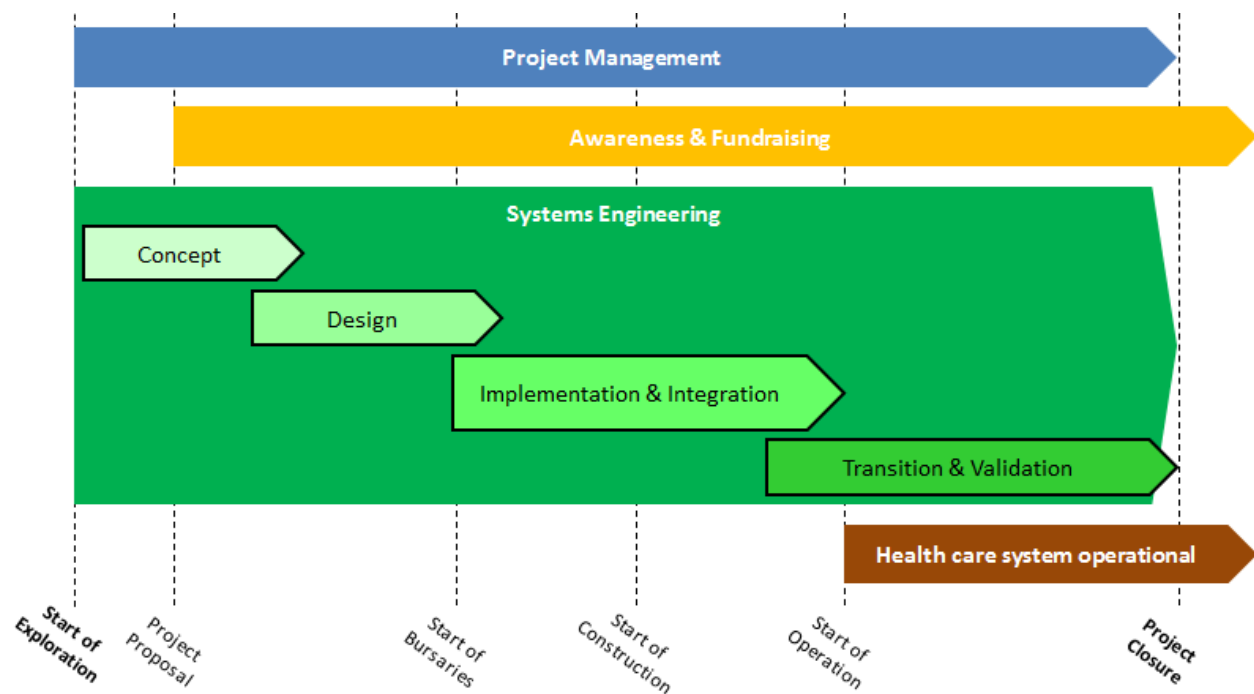 Project Management
Awareness & Fundraising
Systems Engineering
Concept
Design
Implementation & Integration
Transition & Validation
Health care system operational
Start of
Exploration
Project
Proposal
Start of
Bursaries
Start of
Construction
Start of
Operation
Project
Closure